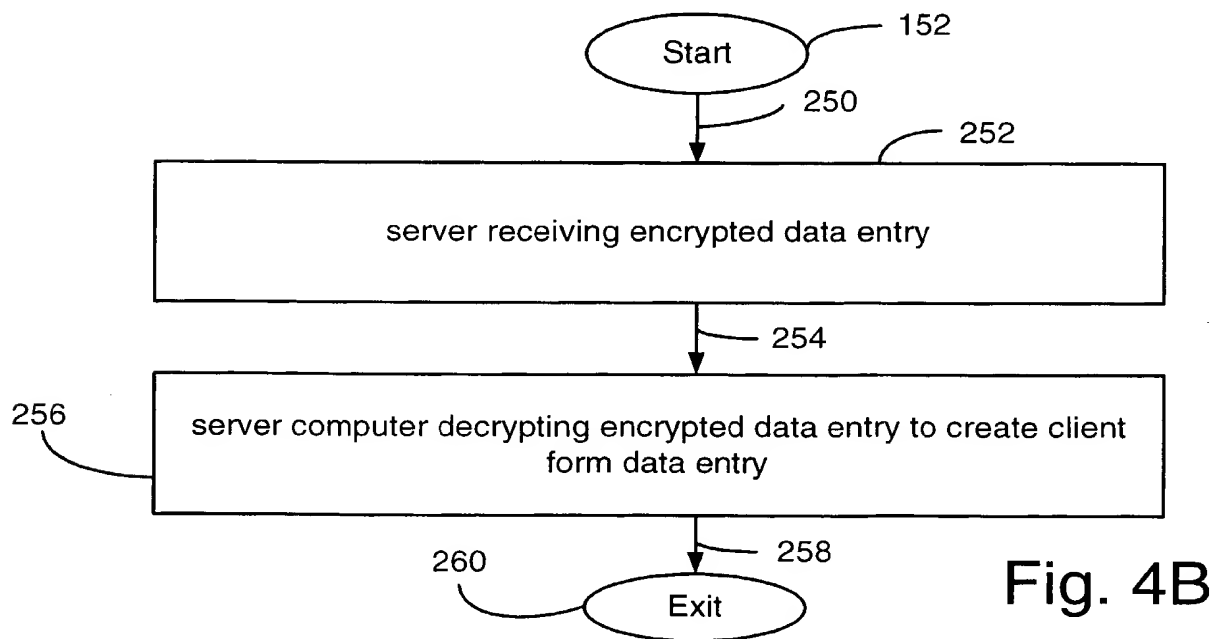 Start
152
250
252
server receiving encrypted data entry
254
256
server computer decrypting encrypted data entry to create client
form data entry
258
260
Exit
Fig. 4B